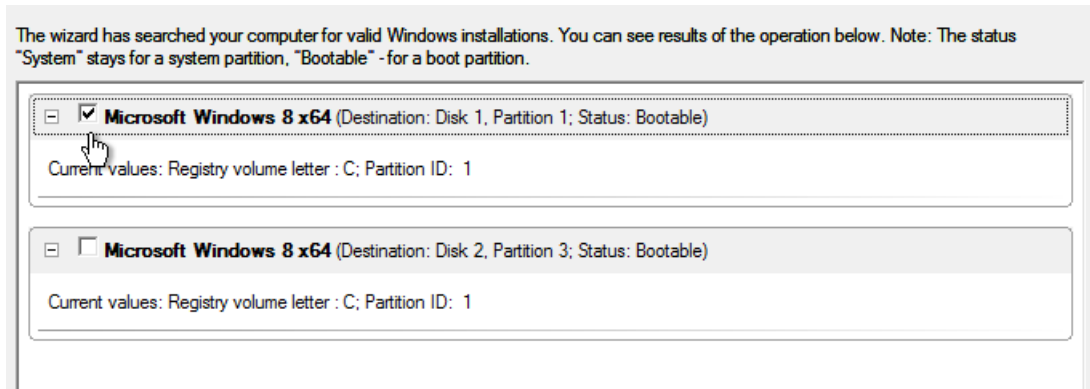 The wizard has searched your computer for valid Windows installations. You can see results of the operation below. Note: The status
"System" stays for a system partition, "Bootable" - for a boot partition.
Microsoft Windows 8 x64 (Destination: Disk 1, Partition 1; Status: Bootable)
Current values: Registry volume letter : C; Partition ID: 1
Microsoft Windows 8 x64 (Destination: Disk 2, Partition 3; Status: Bootable)
Current values: Registry volume letter : C; Partition ID: 1